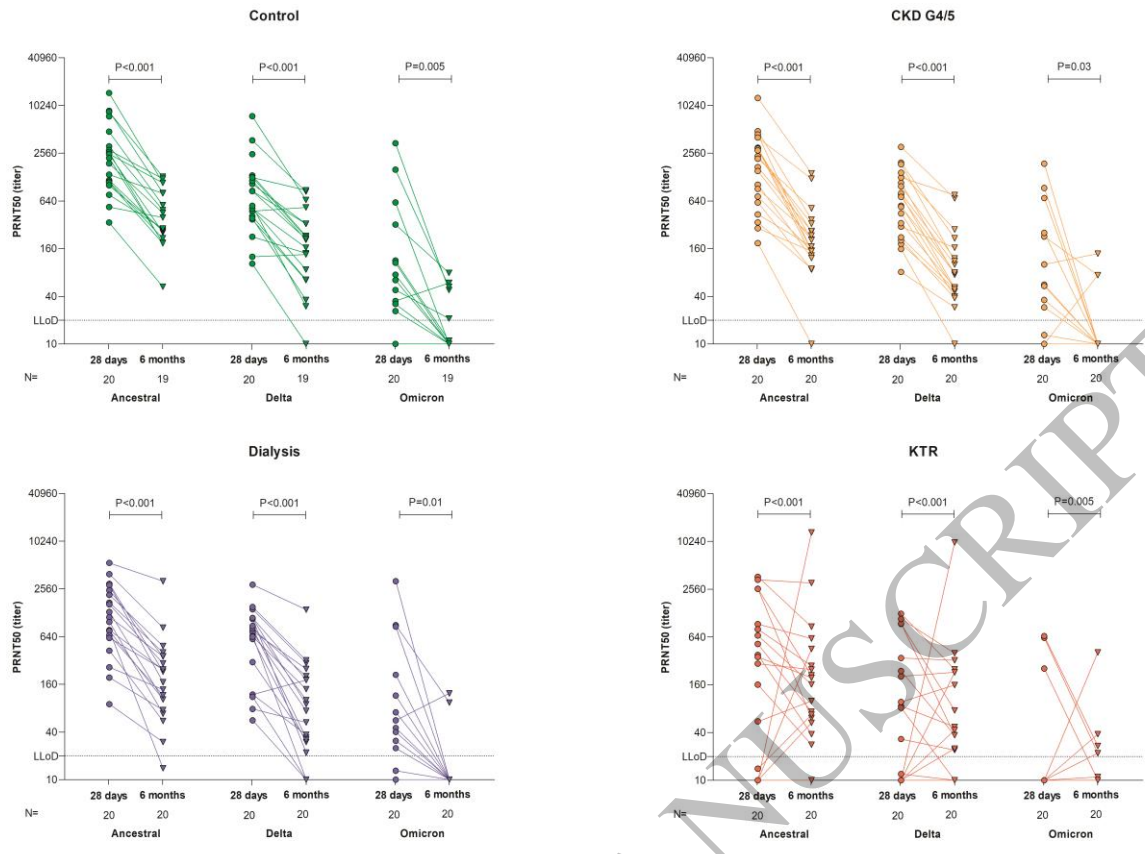 Control
PRNT50 (titer)
40960
10240
2560
640
160
40
LLoD
10
P<0.001
P<0.001
P=0.005
28 days 6 months 28 days 6 months 28 days 6 months
N= 20 19 20 19 20 19
Ancestral Delta Omicron
CKD G4/5
PRNT50 (titer)
40960
10240
2560
640
160
40
LLoD
10
P<0.001
P<0.001
P=0.03
28 days 6 months 28 days 6 months 28 days 6 months
N= 20 20 20 20 20 20
Ancestral Delta Omicron
Dialysis
PRNT50 (titer)
40960
10240
2560
640
160
40
LLoD
10
P<0.001
P<0.001
P=0.01
28 days 6 months 28 days 6 months 28 days 6 months
N= 20 20 20 20 20 20
Ancestral Delta Omicron
KTR
PRNT50 (titer)
40960
10240
2560
640
160
40
LLoD
10
P<0.001
P<0.001
P=0.005
28 days 6 months 28 days 6 months 28 days 6 months
N= 20 20 20 20 20 20
Ancestral Delta Omicron
NUSCRIPT